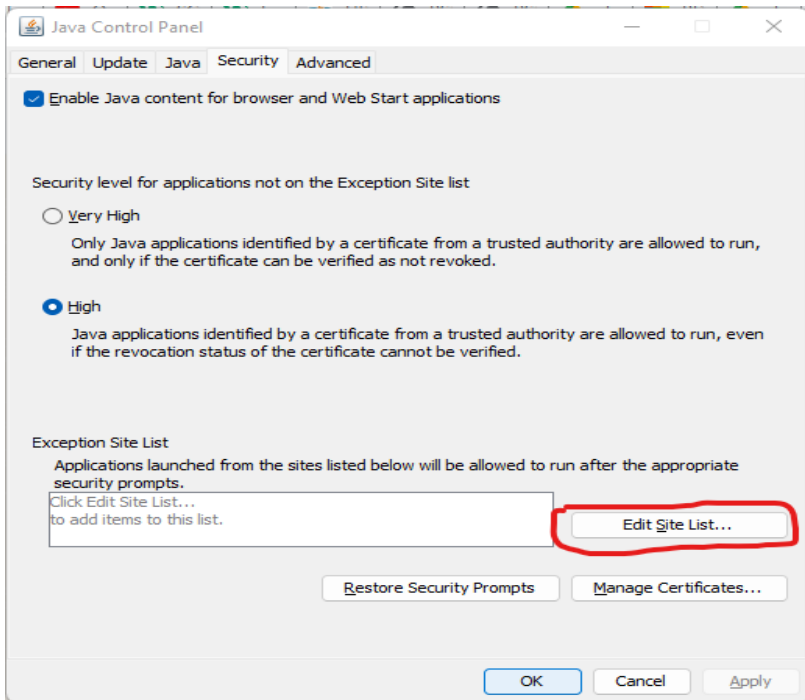 Java Control Panel
General Update Java Security Advanced
Enable Java content for browser and Web Start applications
Security level for applications not on the Exception Site list
Very High
Only Java applications identified by a certificate from a trusted authority are allowed to run,
and only if the certificate can be verified as not revoked.
High
Java applications identified by a certificate from a trusted authority are allowed to run, even
if the revocation status of the certificate cannot be verified.
Exception Site List
Applications launched from the sites listed below will be allowed to run after the appropriate
security prompts.
Click Edit Site List...
to add items to this list.
Edit Site List...
Restore Security Prompts Manage Certificates...
OK Cancel Apply